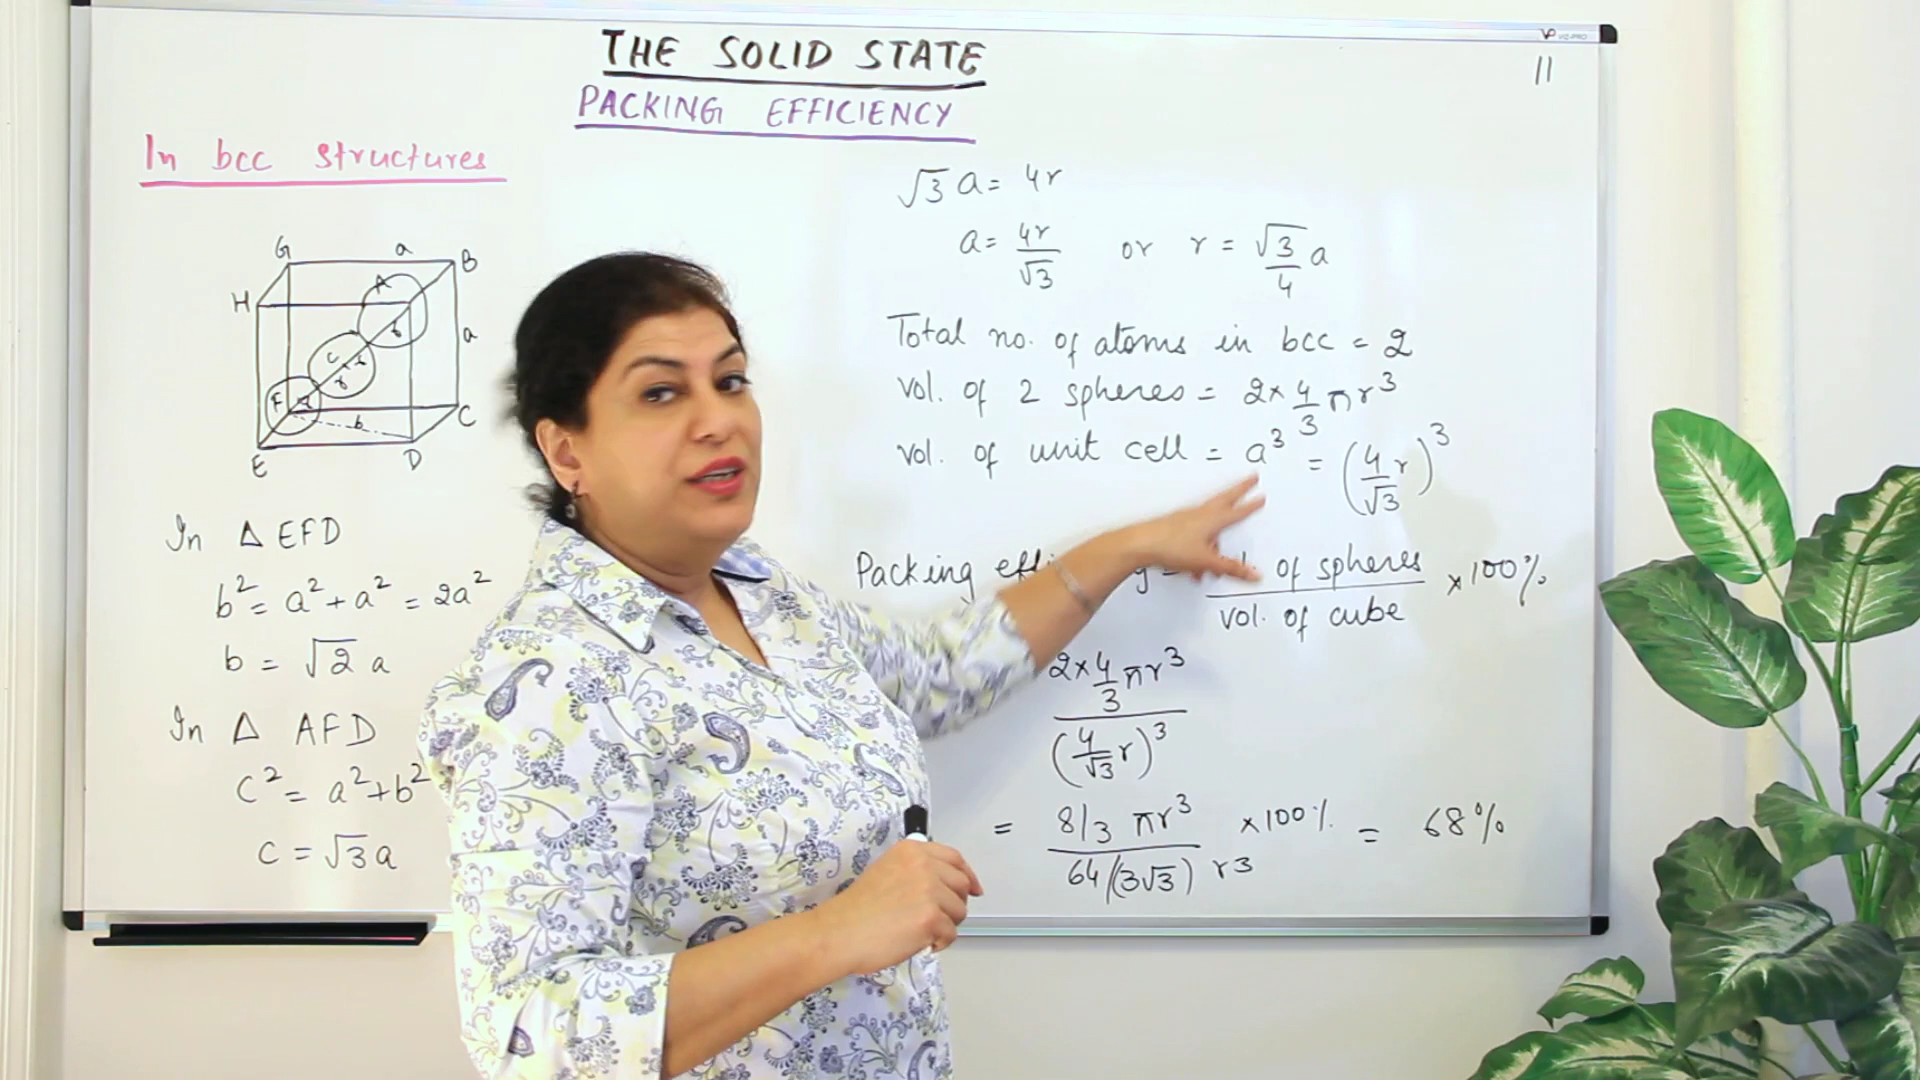 THE SOLID STATE
11
PACKING EFFICIENCY
VIZ-PRO
In bcc structures
G a B
H A
r
a
C r
r
F r
b C
E D
In Δ EFD
b² = a² + a² = 2a²
b = √2 a
In Δ AFD
c² = a² + b²
c = √3 a
√3 a = 4r
a = 4r/√3 or r = √3/4 a
Total no. of atoms in bcc = 2
vol. of 2 spheres = 2 × 4/3 πr³
vol. of unit cell = a³ = (4/√3 r)³
Packing = of spheres / vol. of cube × 100%
2 × 4/3 πr³ / (4/√3 r)³
= 8/3 πr³ / 64/(3√3) r3 × 100% = 68%